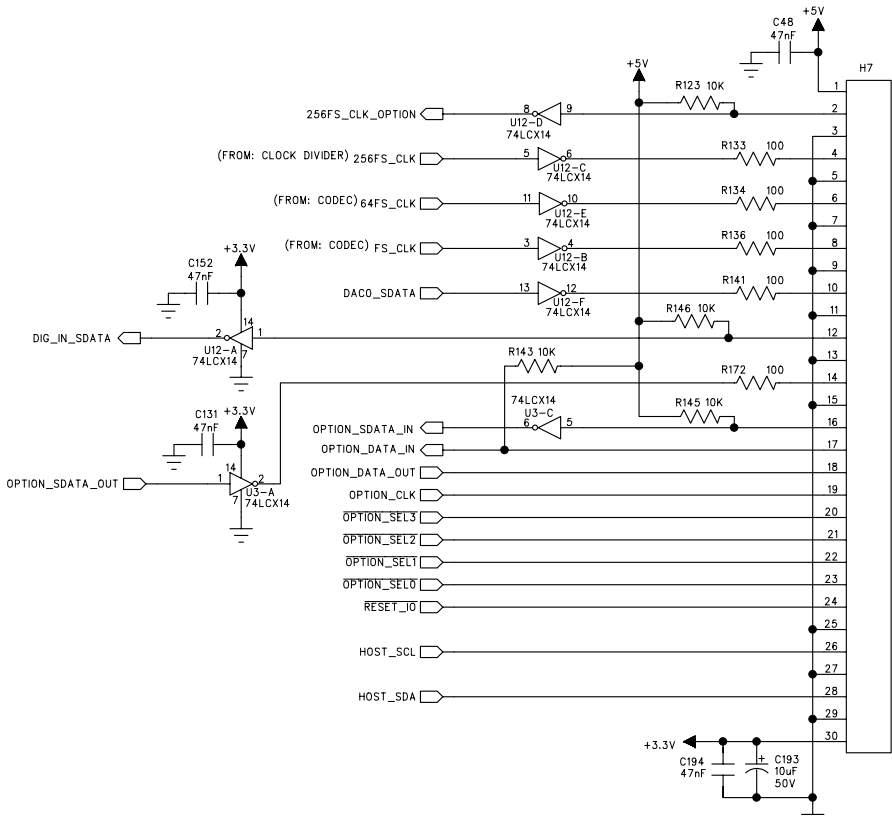 +5V
C48
47nF
H7
+5V
R123 10K
1
256FS_CLK_OPTION
8
9
2
U12-D
74LCX14
3
(FROM: CLOCK DIVIDER) 256FS_CLK
5
6
R133 100
4
U12-C
74LCX14
5
(FROM: CODEC) 64FS_CLK
11
10
R134 100
6
U12-E
74LCX14
7
(FROM: CODEC) FS_CLK
3
4
R136 100
8
U12-B
74LCX14
+3.3V
C152
47nF
9
DAC0_SDATA
13
12
R141 100
10
U12-F
74LCX14
R146 10K
11
DIG_IN_SDATA
2
14
1
7
U12-A
74LCX14
12
R143 10K
13
R172 100
14
74LCX14
U3-C
R145 10K
15
C131
47nF
+3.3V
OPTION_SDATA_IN
6
5
16
OPTION_DATA_IN
17
OPTION_SDATA_OUT
1
14
2
7
U3-A
74LCX14
OPTION_DATA_OUT
18
OPTION_CLK
19
OPTION_SEL3
20
OPTION_SEL2
21
OPTION_SEL1
22
OPTION_SEL0
23
RESET_IO
24
25
HOST_SCL
26
27
HOST_SDA
28
29
+3.3V
30
C194
47nF
+
C193
10uF
50V